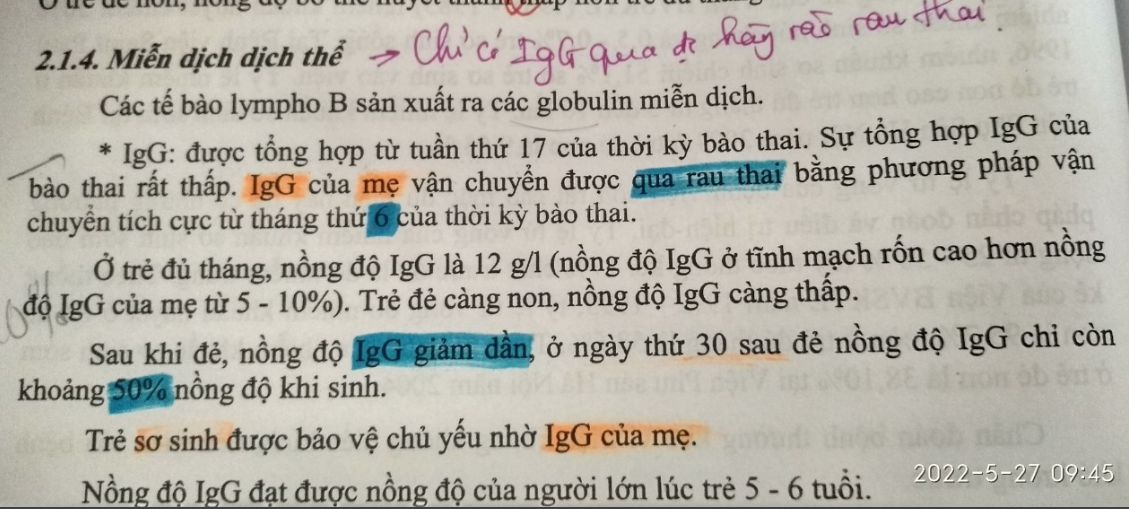 2.1.4. Miễn dịch dịch thể → Chỉ có IgG qua đc hãy rào rau thai.
Các tế bào lympho B sản xuất ra các globulin miễn dịch.
* IgG: được tổng hợp từ tuần thứ 17 của thời kỳ bào thai. Sự tổng hợp IgG của
bào thai rất thấp. IgG của mẹ vận chuyển được qua rau thai bằng phương pháp vận
chuyển tích cực từ tháng thứ 6 của thời kỳ bào thai.
Ở trẻ đủ tháng, nồng độ IgG là 12 g/l (nồng độ IgG ở tĩnh mạch rốn cao hơn nồng
độ IgG của mẹ từ 5 - 10%). Trẻ đẻ càng non, nồng độ IgG càng thấp.
Sau khi đẻ, nồng độ IgG giảm dần, ở ngày thứ 30 sau đẻ nồng độ IgG chỉ còn
khoảng 50% nồng độ khi sinh.
Trẻ sơ sinh được bảo vệ chủ yếu nhờ IgG của mẹ.
Nồng độ IgG đạt được nồng độ của người lớn lúc trẻ 5 - 6 tuổi.
2022-5-27 09:45